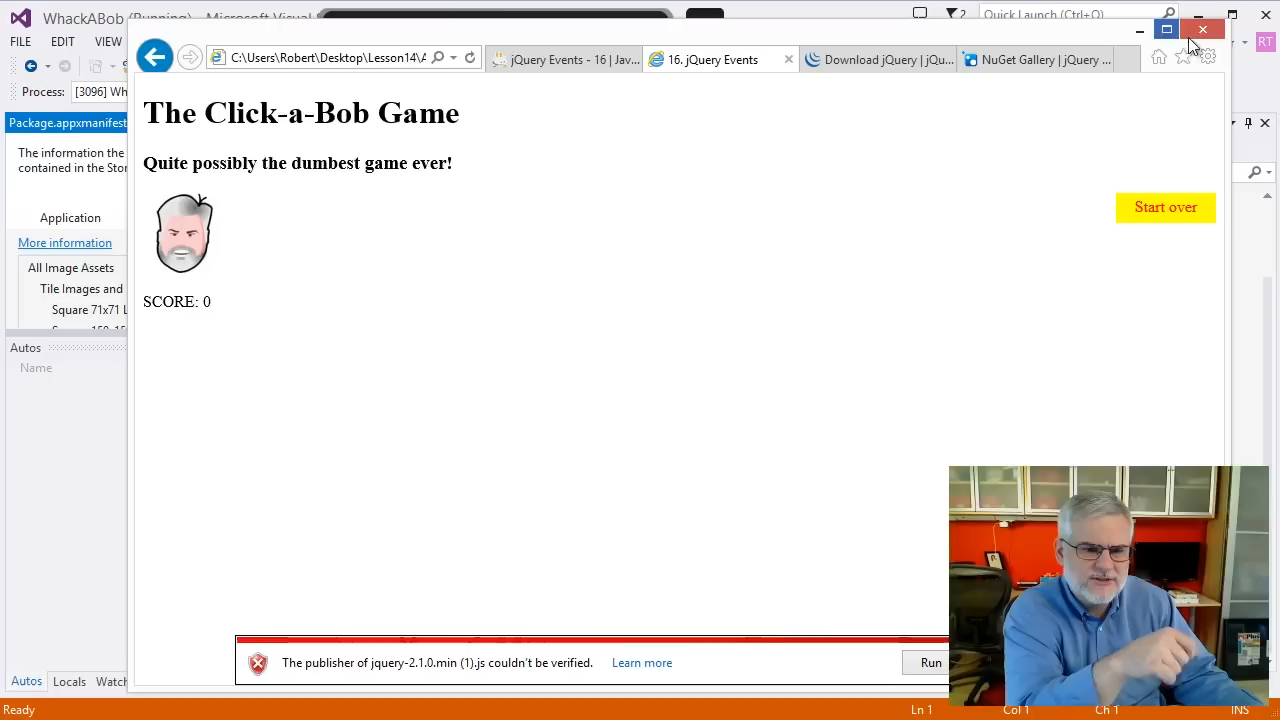 WhackABob (Running) - Microsoft Visual
2
Quick Launch (Ctrl+Q)
FILE EDIT VIEW
RT
C:\Users\Robert\Desktop\Lesson14\
jQuery Events - 16 | Jav...
16. jQuery Events
Download jQuery | jQu...
NuGet Gallery | jQuery ...
Process: [3096] Wh
Package.appxmanifest
The information the
contained in the Stor
Application
More information
All Image Assets
Tile Images and
Square 71x71 L
The Click-a-Bob Game
Quite possibly the dumbest game ever!
Start over
SCORE: 0
Autos
Name
The publisher of jquery-2.1.0.min (1).js couldn't be verified. Learn more
Run
Autos Locals Watch
Ready
Ln 1 Col 1 Ch 1 INS